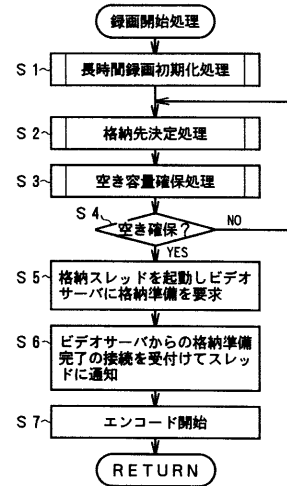 録画開始処理
S1
長時間録画初期化処理
S2
格納先決定処理
S3
空き容量確保処理
S4
空き確保?
NO
YES
S5
格納スレッドを起動しビデオ
サーバに格納準備を要求
S6
ビデオサーバからの格納準備
完了の接続を受付けてスレッ
ドに通知
S7
エンコード開始
RETURN